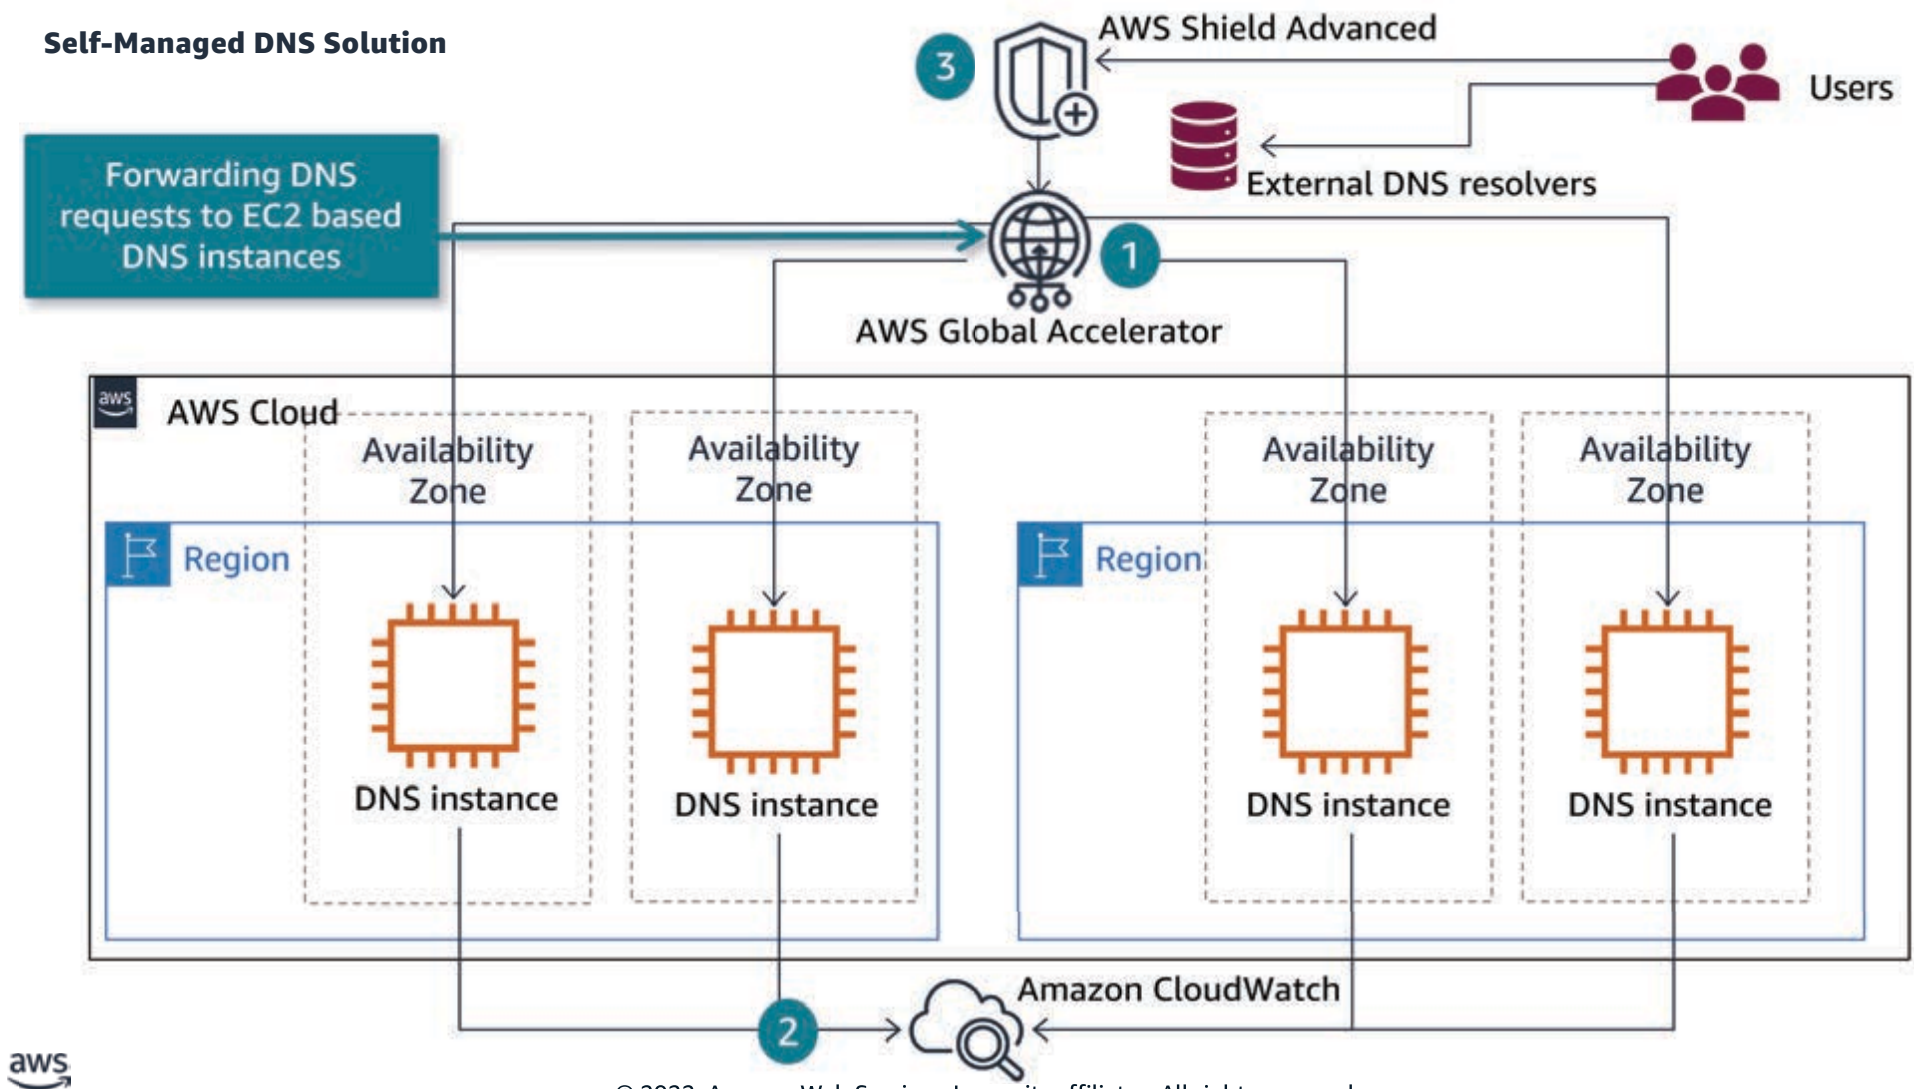 Self-Managed DNS Solution
3
AWS Shield Advanced
Users
External DNS resolvers
Forwarding DNS
requests to EC2 based
DNS instances
1
AWS Global Accelerator
aws
AWS Cloud
Availability
Zone
Availability
Zone
Availability
Zone
Availability
Zone
Region
Region
DNS instance
DNS instance
DNS instance
DNS instance
Amazon CloudWatch
2
aws